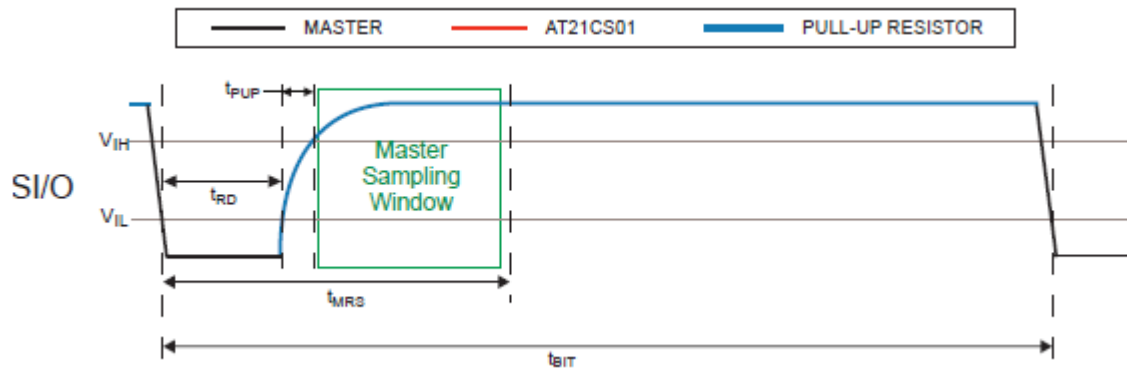 MASTER AT21CS01 PULL-UP RESISTOR
tPUP
VIH
Master
Sampling
Window
SI/O
tRD
VIL
tMRS
tBIT